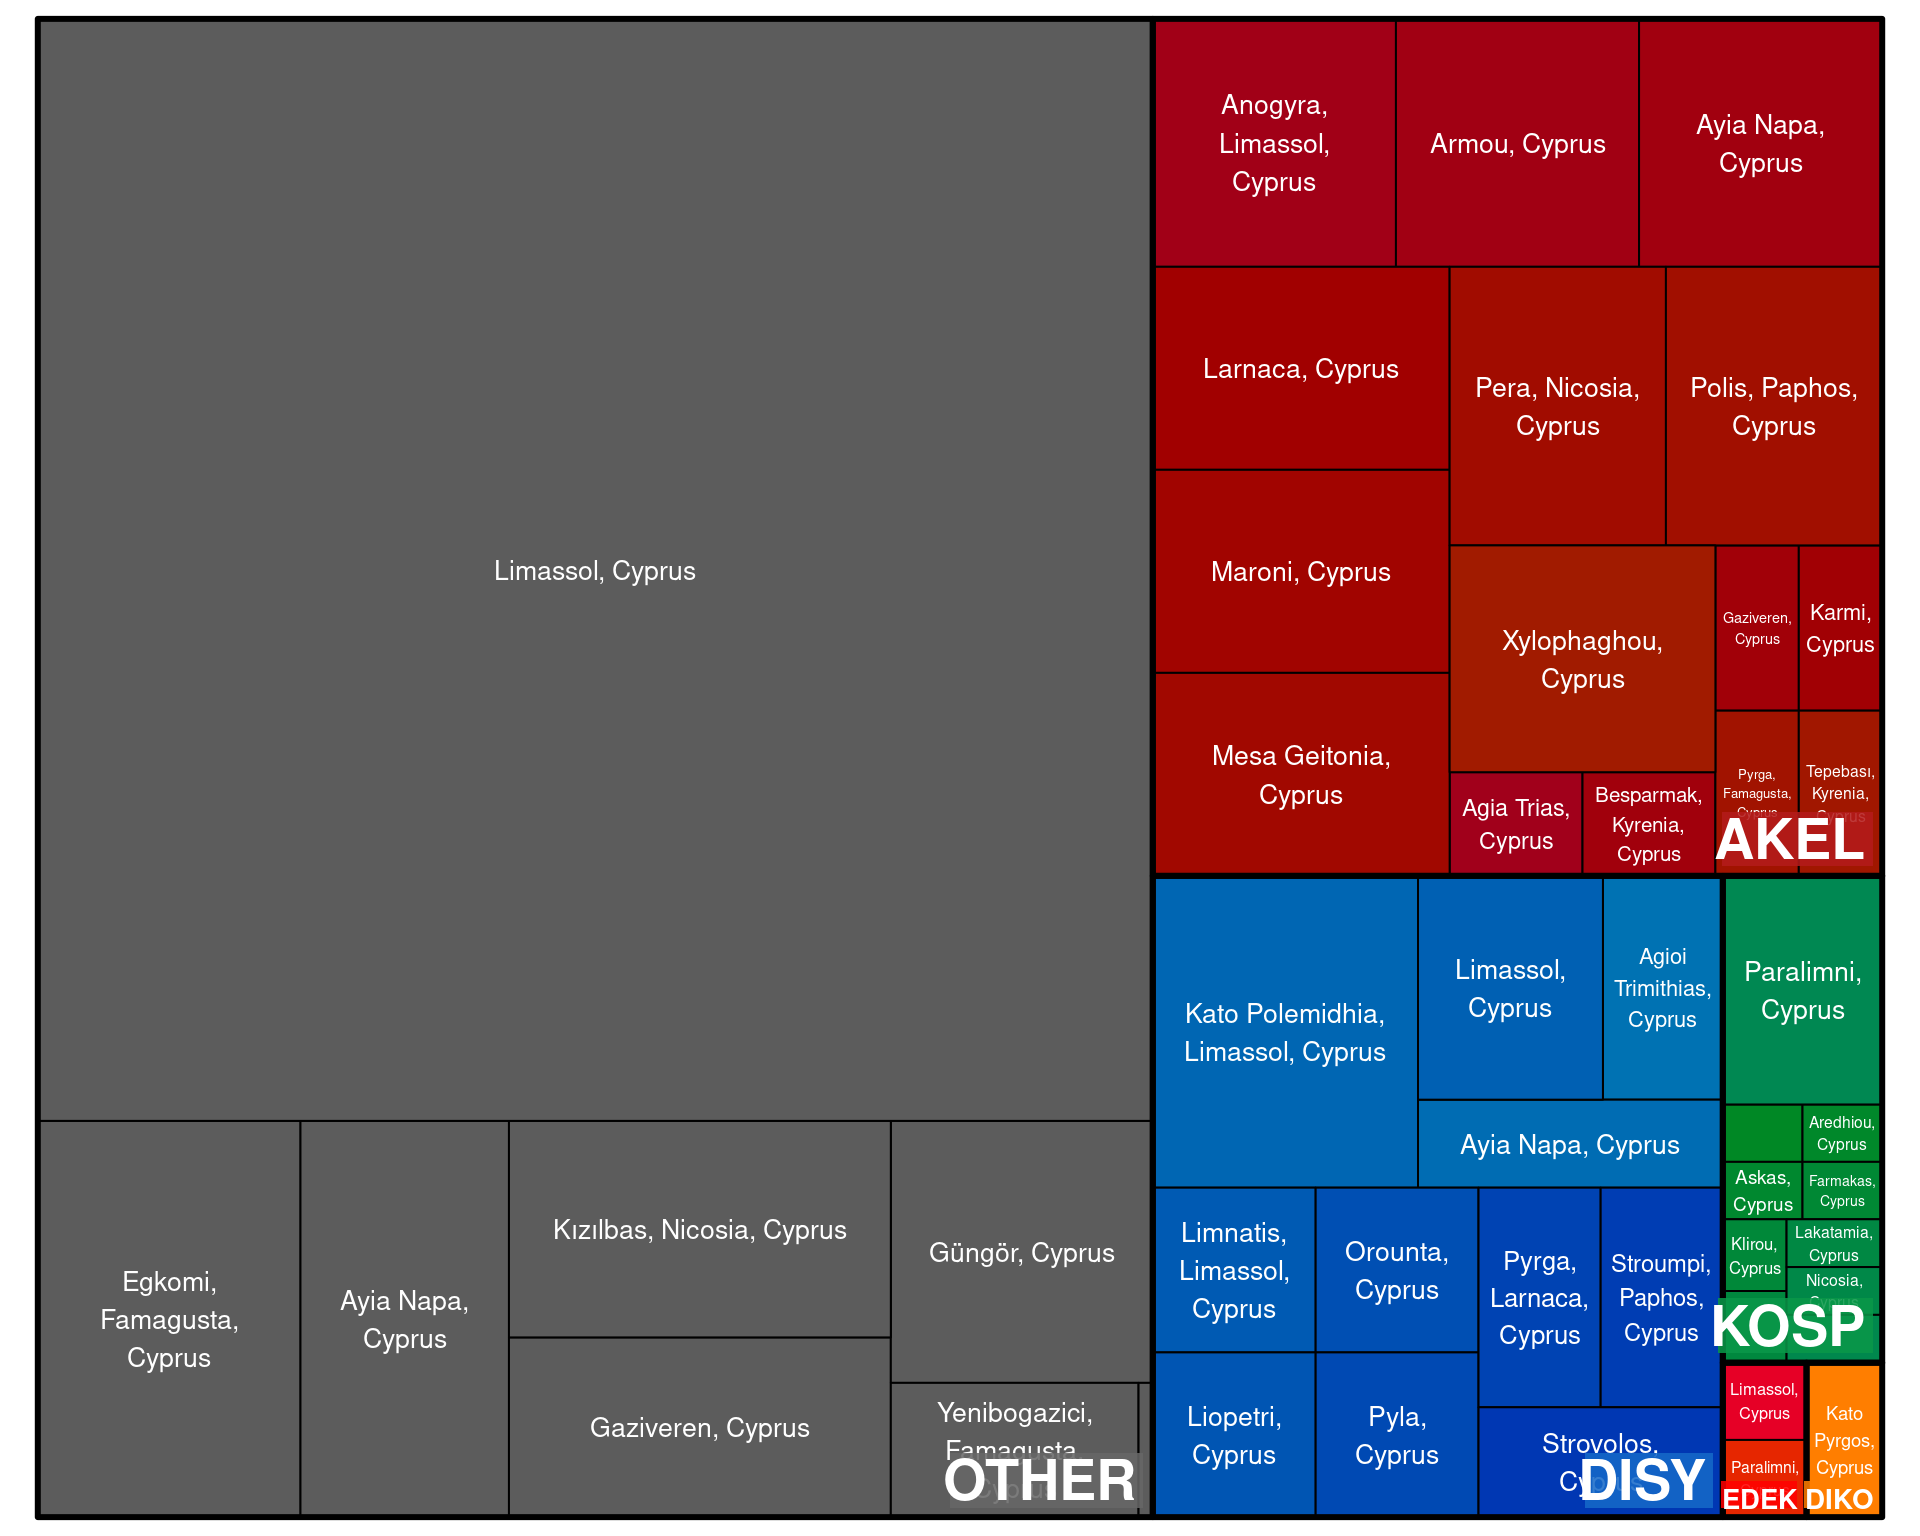 Limassol, Cyprus
Egkomi,
Famagusta,
Cyprus
Ayia Napa,
Cyprus
Kızılbas, Nicosia, Cyprus
Gaziveren, Cyprus
Güngör, Cyprus
Yenibogazici,
Famagusta,
Cyprus
OTHER
Anogyra,
Limassol,
Cyprus
Armou, Cyprus
Ayia Napa,
Cyprus
Larnaca, Cyprus
Maroni, Cyprus
Mesa Geitonia,
Cyprus
Pera, Nicosia,
Cyprus
Polis, Paphos,
Cyprus
Xylophaghou,
Cyprus
Agia Trias,
Cyprus
Besparmak,
Kyrenia,
Cyprus
Gaziveren,
Cyprus
Karmi,
Cyprus
Pyrga,
Famagusta,
Cyprus
Tepebası,
Kyrenia,
Cyprus
AKEL
Kato Polemidhia,
Limassol, Cyprus
Limassol,
Cyprus
Agioi
Trimithias,
Cyprus
Ayia Napa, Cyprus
Limnatis,
Limassol,
Cyprus
Orounta,
Cyprus
Liopetri,
Cyprus
Pyla,
Cyprus
Pyrga,
Larnaca,
Cyprus
Stroumpi,
Paphos,
Cyprus
Strovolos,
Cyprus
DISY
Paralimni,
Cyprus
Aredhiou,
Cyprus
Askas,
Cyprus
Farmakas,
Cyprus
Klirou,
Cyprus
Lakatamia,
Cyprus
Nicosia,
Cyprus
KOSP
Limassol,
Cyprus
Paralimni,
EDEK
Kato
Pyrgos,
Cyprus
DIKO